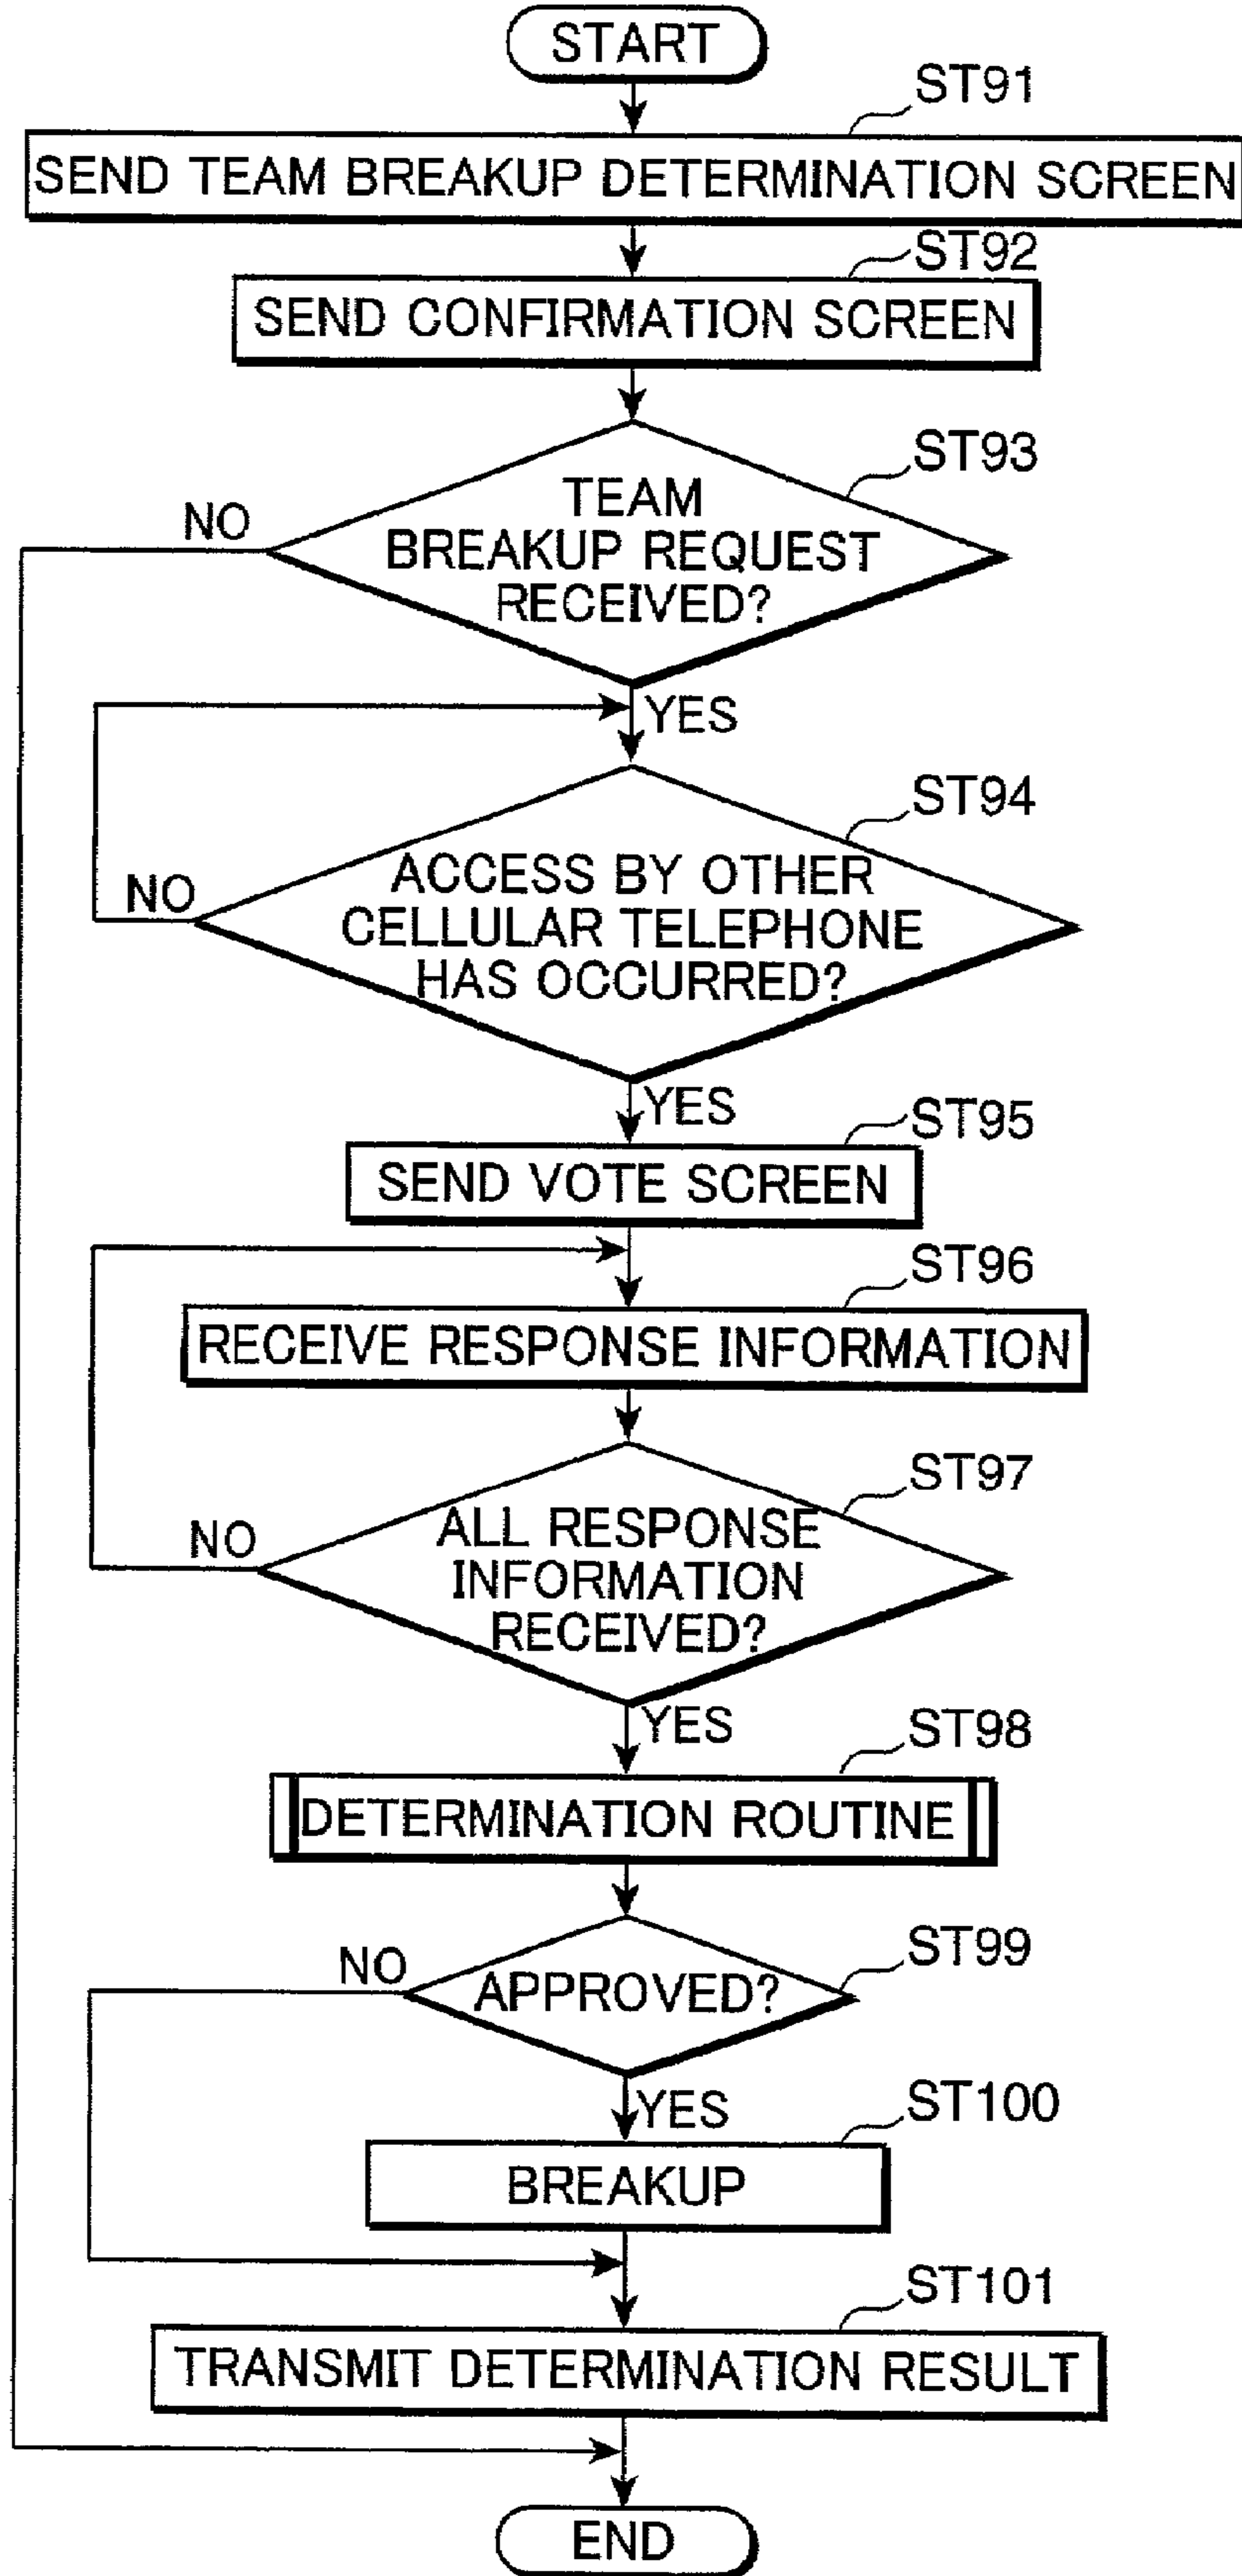 START
ST91
SEND TEAM BREAKUP DETERMINATION SCREEN
ST92
SEND CONFIRMATION SCREEN
ST93
TEAM
BREAKUP REQUEST
RECEIVED?
NO
YES
ST94
ACCESS BY OTHER
CELLULAR TELEPHONE
HAS OCCURRED?
NO
YES
ST95
SEND VOTE SCREEN
ST96
RECEIVE RESPONSE INFORMATION
ST97
ALL RESPONSE
INFORMATION
RECEIVED?
NO
YES
ST98
DETERMINATION ROUTINE
ST99
NO
APPROVED?
YES
ST100
BREAKUP
ST101
TRANSMIT DETERMINATION RESULT
END